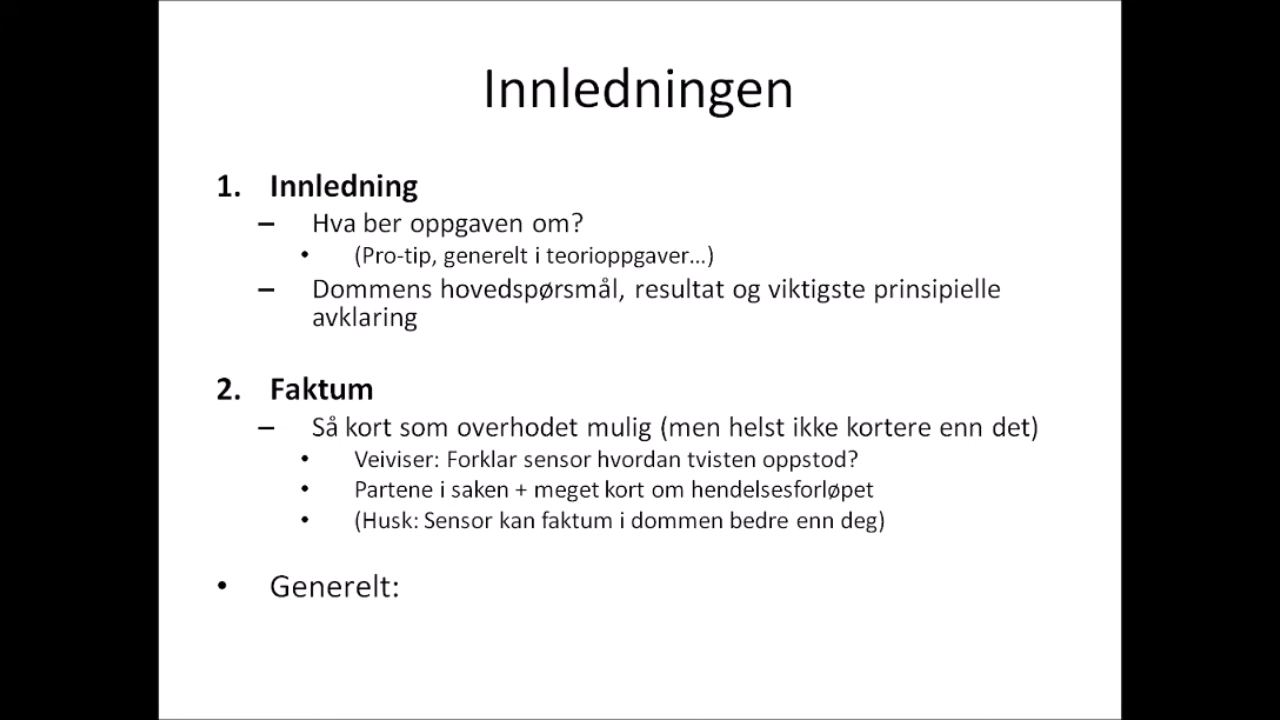 Innledningen
1. Innledning
– Hva ber oppgaven om?
• (Pro-tip, generelt i teorioppgaver...)
– Dommens hovedspørsmål, resultat og viktigste prinsipielle
avklaring
2. Faktum
– Så kort som overhodet mulig (men helst ikke kortere enn det)
• Veiviser: Forklar sensor hvordan tvisten oppstod?
• Partene i saken + meget kort om hendelsesforløpet
• (Husk: Sensor kan faktum i dommen bedre enn deg)
• Generelt: